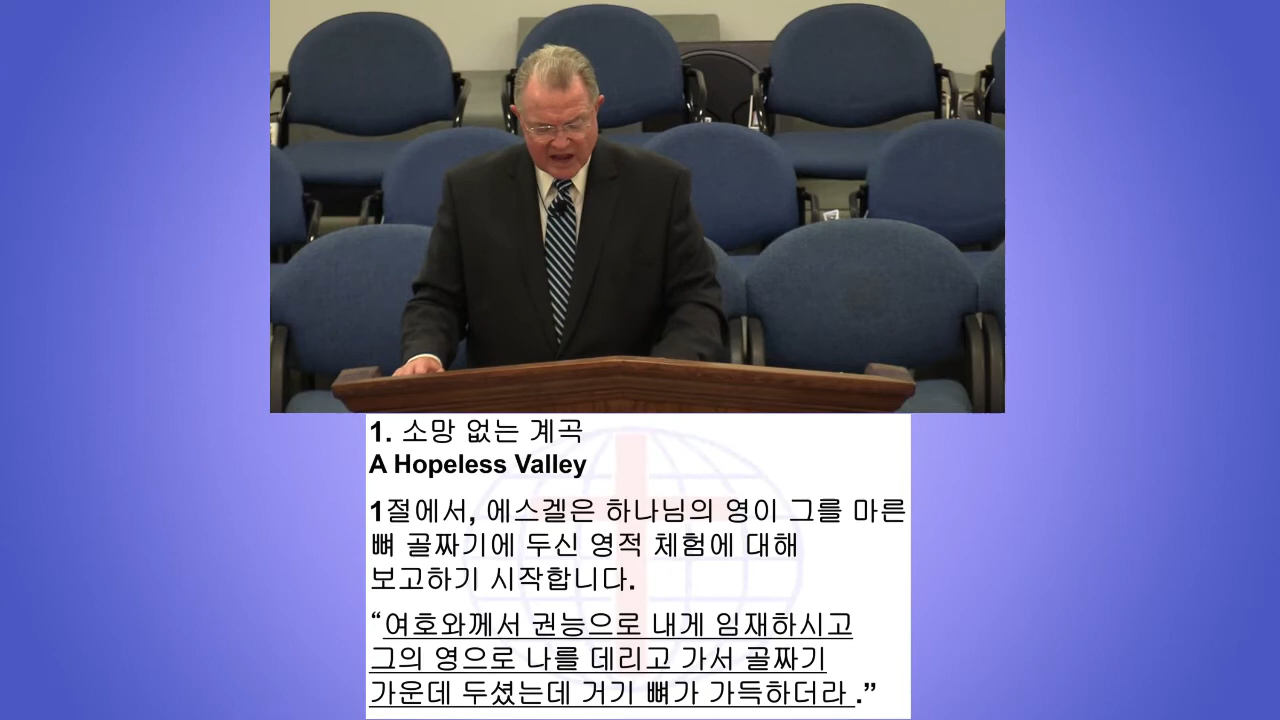 1. 소망 없는 계곡
A Hopeless Valley
1절에서, 에스겔은 하나님의 영이 그를 마른
뼈 골짜기에 두신 영적 체험에 대해
보고하기 시작합니다.
“여호와께서 권능으로 내게 임재하시고
그의 영으로 나를 데리고 가서 골짜기
가운데 두셨는데 거기 뼈가 가득하더라 .”